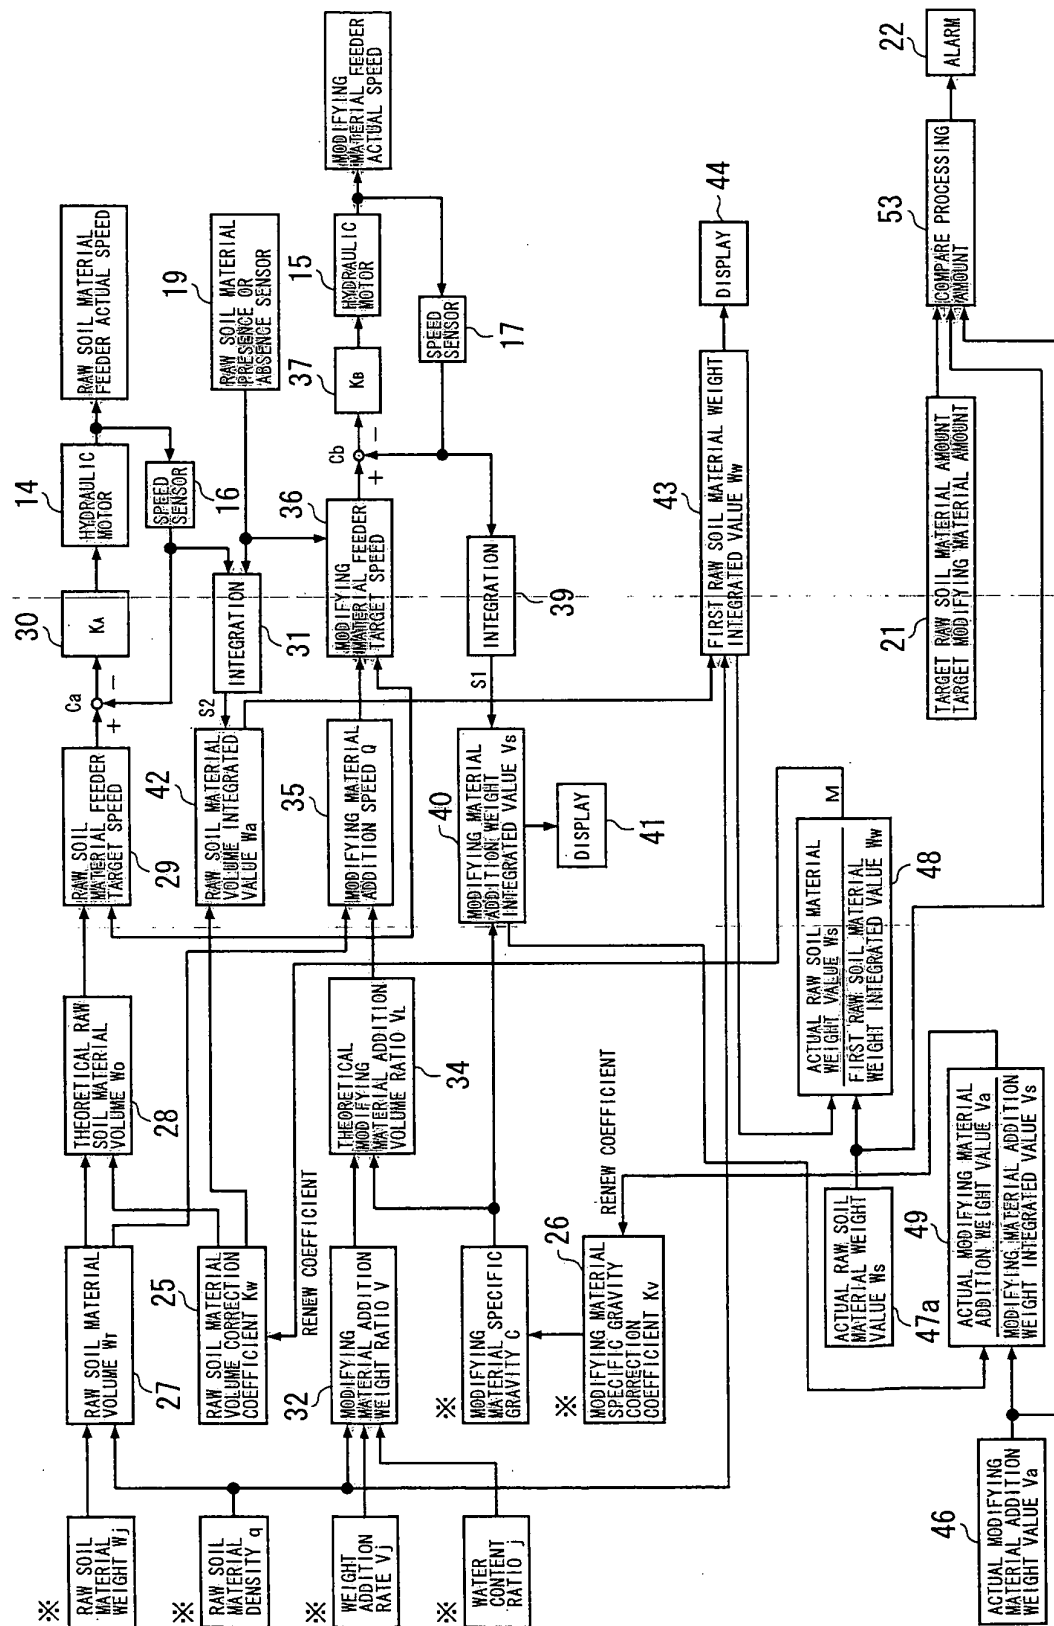 ※
RAW SOIL
MATERIAL
WEIGHT Wj
※
RAW SOIL
MATERIAL
DENSITY q
※
WEIGHT
ADDITION
RATE Vj
※
WATER
CONTENT
RATIO j
46
ACTUAL MODIFYING
MATERIAL ADDITION
WEIGHT VALUE Va
27
RAW SOIL MATERIAL
VOLUME WT
25
RAW SOIL MATERIAL
VOLUME CORRECTION
COEFFICIENT KW
RENEW COEFFICIENT
32
MODIFYING
MATERIAL ADDITION
WEIGHT RATIO V
※
MODIFYING
MATERIAL SPECIFIC
GRAVITY C
※
26
MODIFYING MATERIAL
SPECIFIC GRAVITY
CORRECTION
COEFFICIENT KV
RENEW COEFFICIENT
ACTUAL RAW SOIL
MATERIAL WEIGHT
VALUE Ws
47a
49
ACTUAL MODIFYING MATERIAL
ADDITION WEIGHT VALUE Va
MODIFYING MATERIAL ADDITION
WEIGHT INTEGRATED VALUE Vs
THEORETICAL RAW
SOIL MATERIAL
VOLUME Wo
28
THEORETICAL
MODIFYING
MATERIAL ADDITION
VOLUME RATIO VL
34
ACTUAL RAW SOIL MATERIAL
WEIGHT VALUE Ws
FIRST RAW SOIL MATERIAL
WEIGHT INTEGRATED VALUE Ww
48
M
RAW SOIL
MATERIAL FEEDER
TARGET SPEED
29
42
RAW SOIL MATERIAL
VOLUME INTEGRATED
VALUE Wa
35
MODIFYING MATERIAL
ADDITION SPEED Q
40
MODIFYING MATERIAL
ADDITION WEIGHT
INTEGRATED VALUE Vs
DISPLAY
41
Ca
+
−
30
KA
14
HYDRAULIC
MOTOR
SPEED
SENSOR
16
RAW SOIL MATERIAL
FEEDER ACTUAL SPEED
S2
INTEGRATION
31
19
RAW SOIL MATERIAL
PRESENCE OR
ABSENCE SENSOR
36
MODIFYING
MATERIAL FEEDER
TARGET SPEED
Cb
+
−
37
KB
15
HYDRAULIC
MOTOR
SPEED
SENSOR
17
MODIFYING
MATERIAL FEEDER
ACTUAL SPEED
S1
INTEGRATION
39
43
FIRST RAW SOIL MATERIAL WEIGHT
INTEGRATED VALUE Ww
44
DISPLAY
21
TARGET RAW SOIL MATERIAL AMOUNT
TARGET MODIFYING MATERIAL AMOUNT
53
COMPARE PROCESSING
AMOUNT
22
ALARM